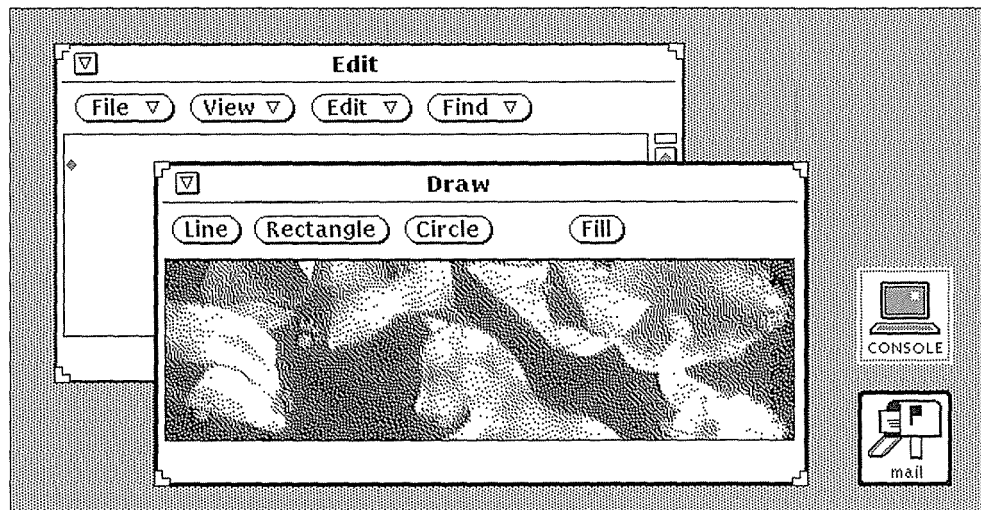 Edit
File View Edit Find
Draw
Line Rectangle Circle Fill
CONSOLE
mail